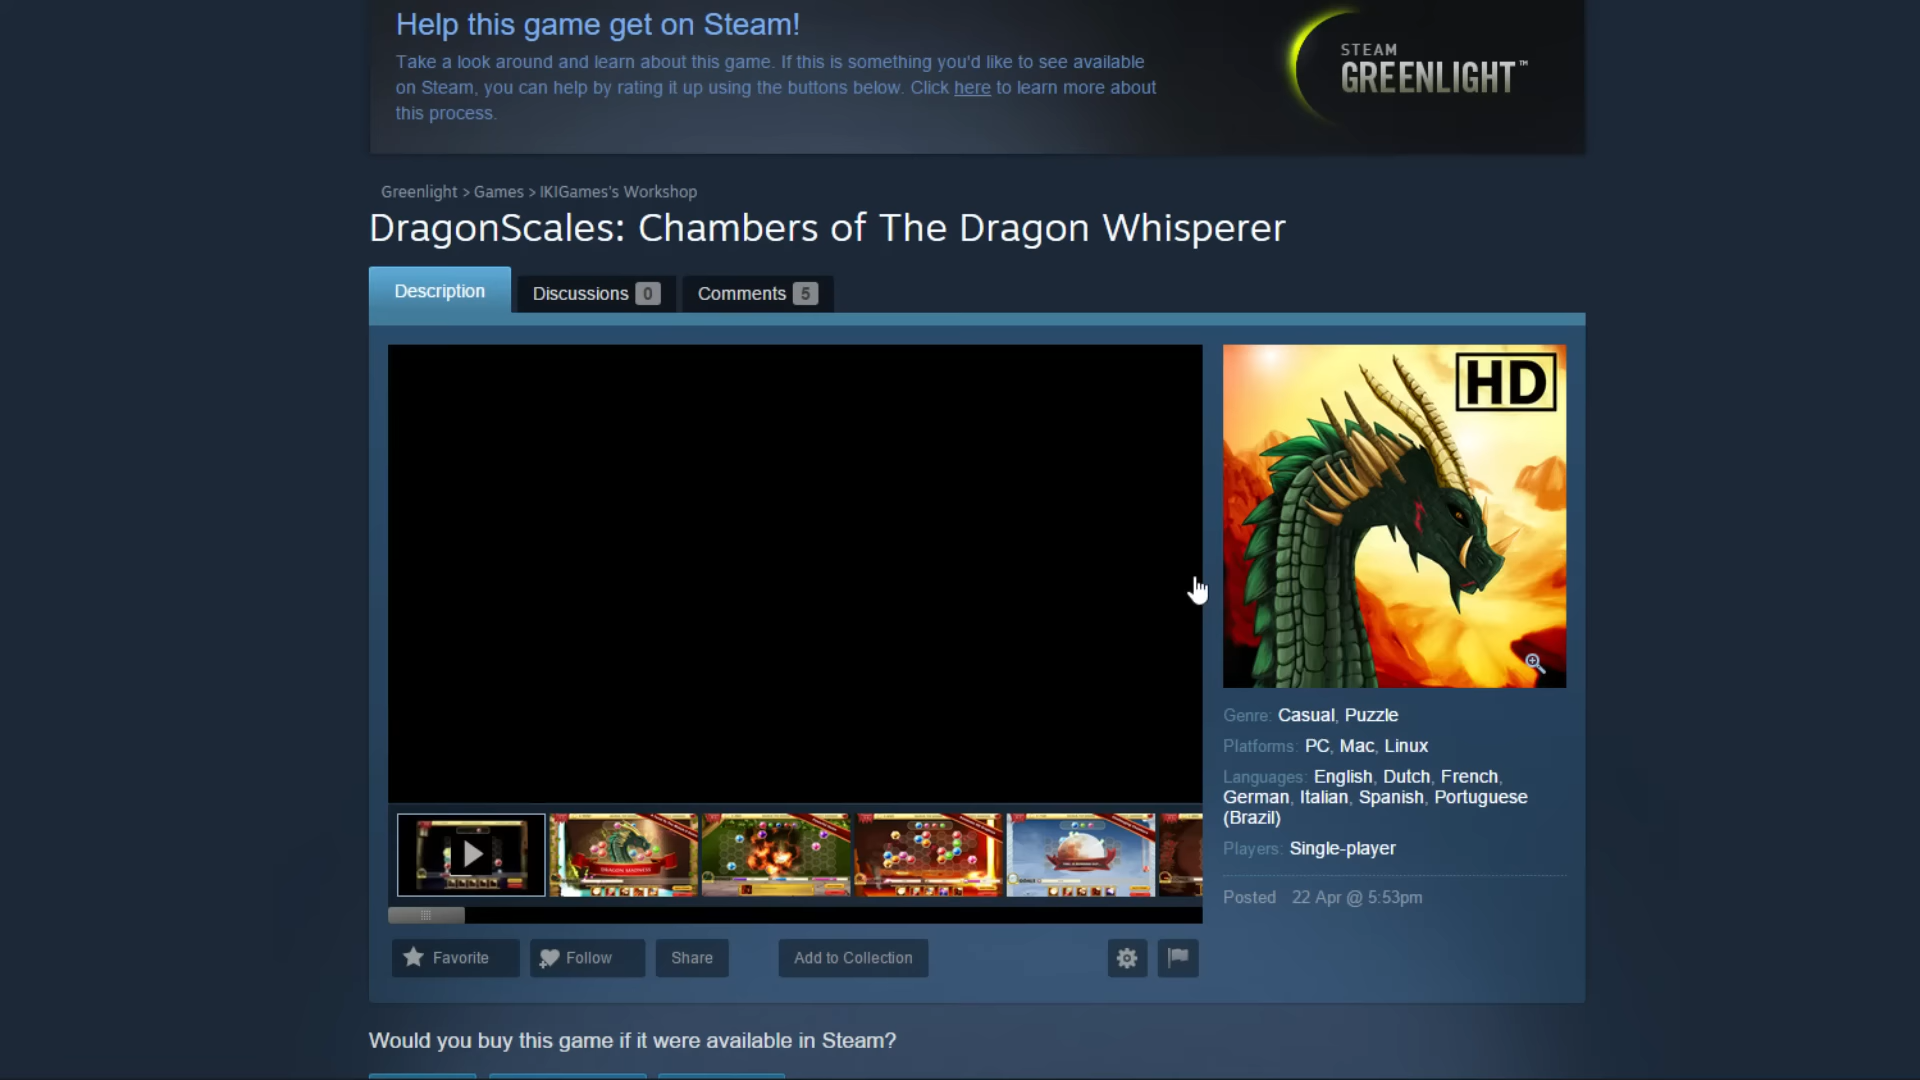 Help this game get on Steam!
Take a look around and learn about this game. If this is something you'd like to see available
on Steam, you can help by rating it up using the buttons below. Click here to learn more about
this process.
STEAM
GREENLIGHT™
Greenlight > Games > IKIGames's Workshop
DragonScales: Chambers of The Dragon Whisperer
Description
Discussions 0
Comments 5
HD
DRAGON MADNESS
Genre: Casual, Puzzle
Platforms: PC, Mac, Linux
Languages: English, Dutch, French,
German, Italian, Spanish, Portuguese
(Brazil)
Players: Single-player
Posted 22 Apr @ 5:53pm
Favorite
Follow
Share
Add to Collection
Would you buy this game if it were available in Steam?